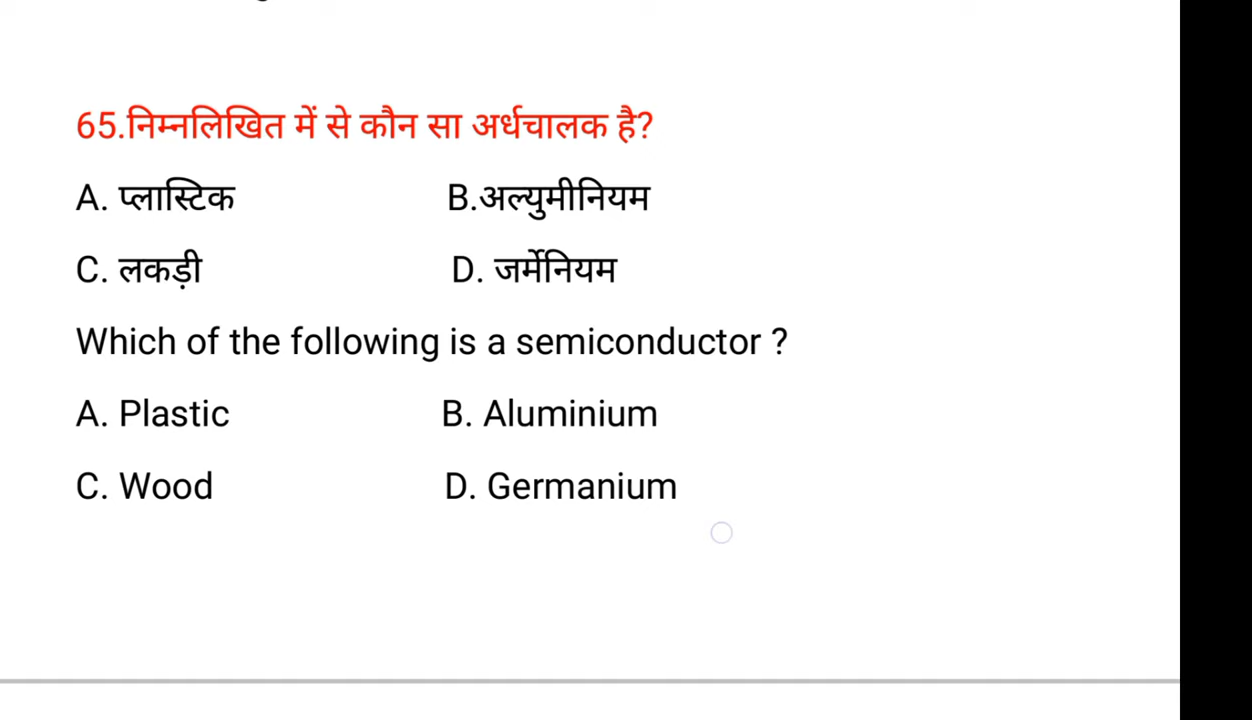 65.निम्नलिखित में से कौन सा अर्धचालक है?
A. प्लास्टिक B.अल्युमीनियम
C. लकड़ी D. जर्मेनियम
Which of the following is a semiconductor ?
A. Plastic B. Aluminium
C. Wood D. Germanium